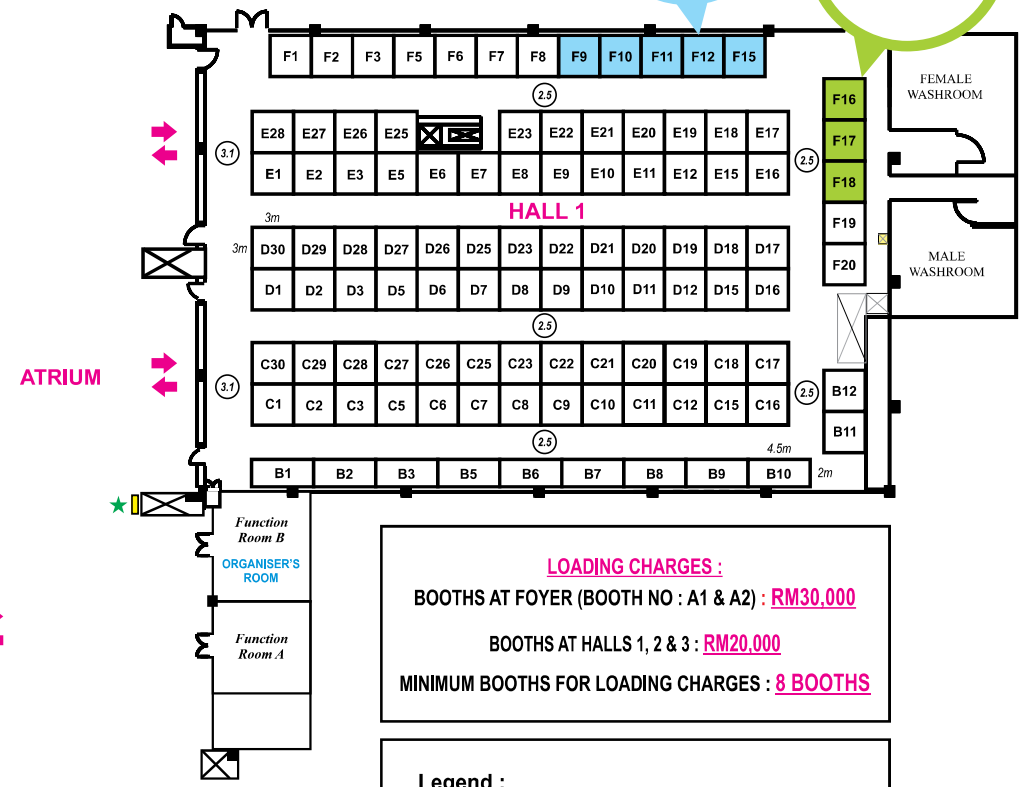 F1 F2 F3 F5 F6 F7 F8 F9 F10 F11 F12 F15
2.5
FEMALE
WASHROOM
F16
F17
F18
F19
F20
E28 E27 E26 E25 E23 E22 E21 E20 E19 E18 E17
3.1
2.5
E1 E2 E3 E5 E6 E7 E8 E9 E10 E11 E12 E15 E16
HALL 1
3m
3m
D30 D29 D28 D27 D26 D25 D23 D22 D21 D20 D19 D18 D17
D1 D2 D3 D5 D6 D7 D8 D9 D10 D11 D12 D15 D16
MALE
WASHROOM
2.5
C30 C29 C28 C27 C26 C25 C23 C22 C21 C20 C19 C18 C17
ATRIUM
3.1
2.5
C1 C2 C3 C5 C6 C7 C8 C9 C10 C11 C12 C15 C16
B12
B11
2.5
4.5m
B1 B2 B3 B5 B6 B7 B8 B9 B10
2m
Function
Room B
ORGANISER'S
ROOM
Function
Room A
LOADING CHARGES :
BOOTHS AT FOYER (BOOTH NO : A1 & A2) : RM30,000
BOOTHS AT HALLS 1, 2 & 3 : RM20,000
MINIMUM BOOTHS FOR LOADING CHARGES : 8 BOOTHS
Legend :